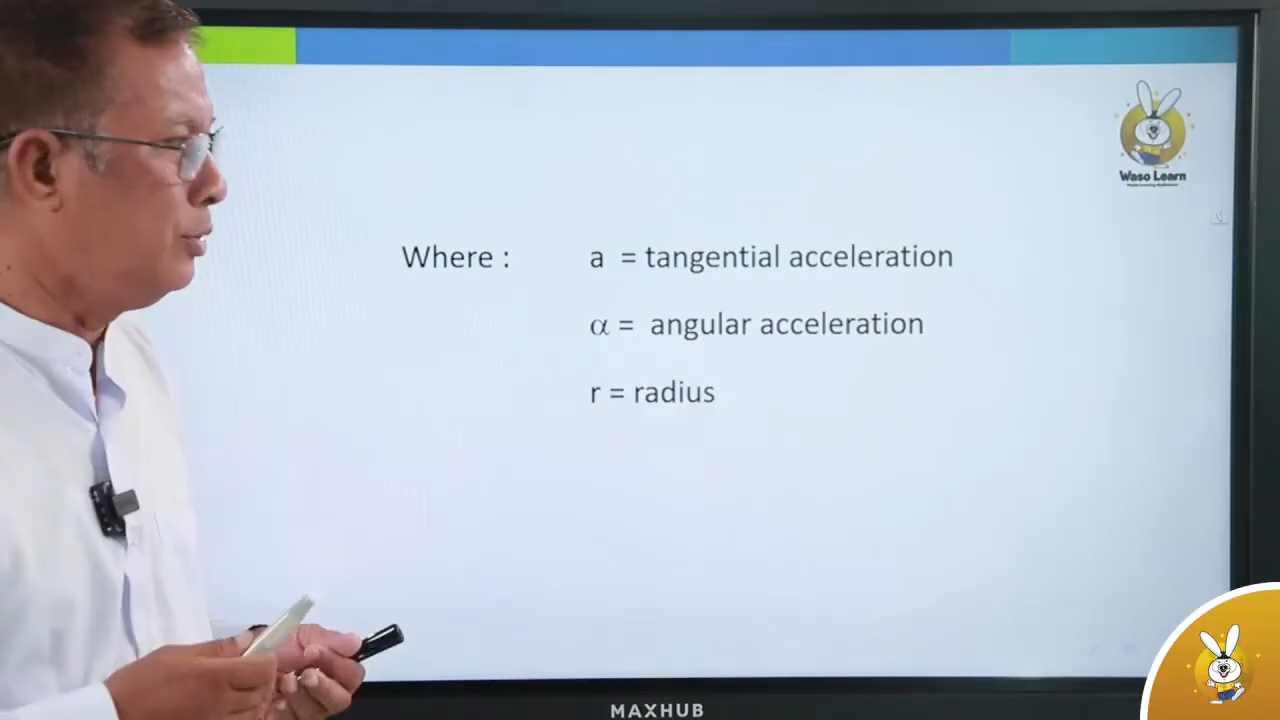 Waso Learn
Where : a = tangential acceleration
α = angular acceleration
r = radius
MAXHUB